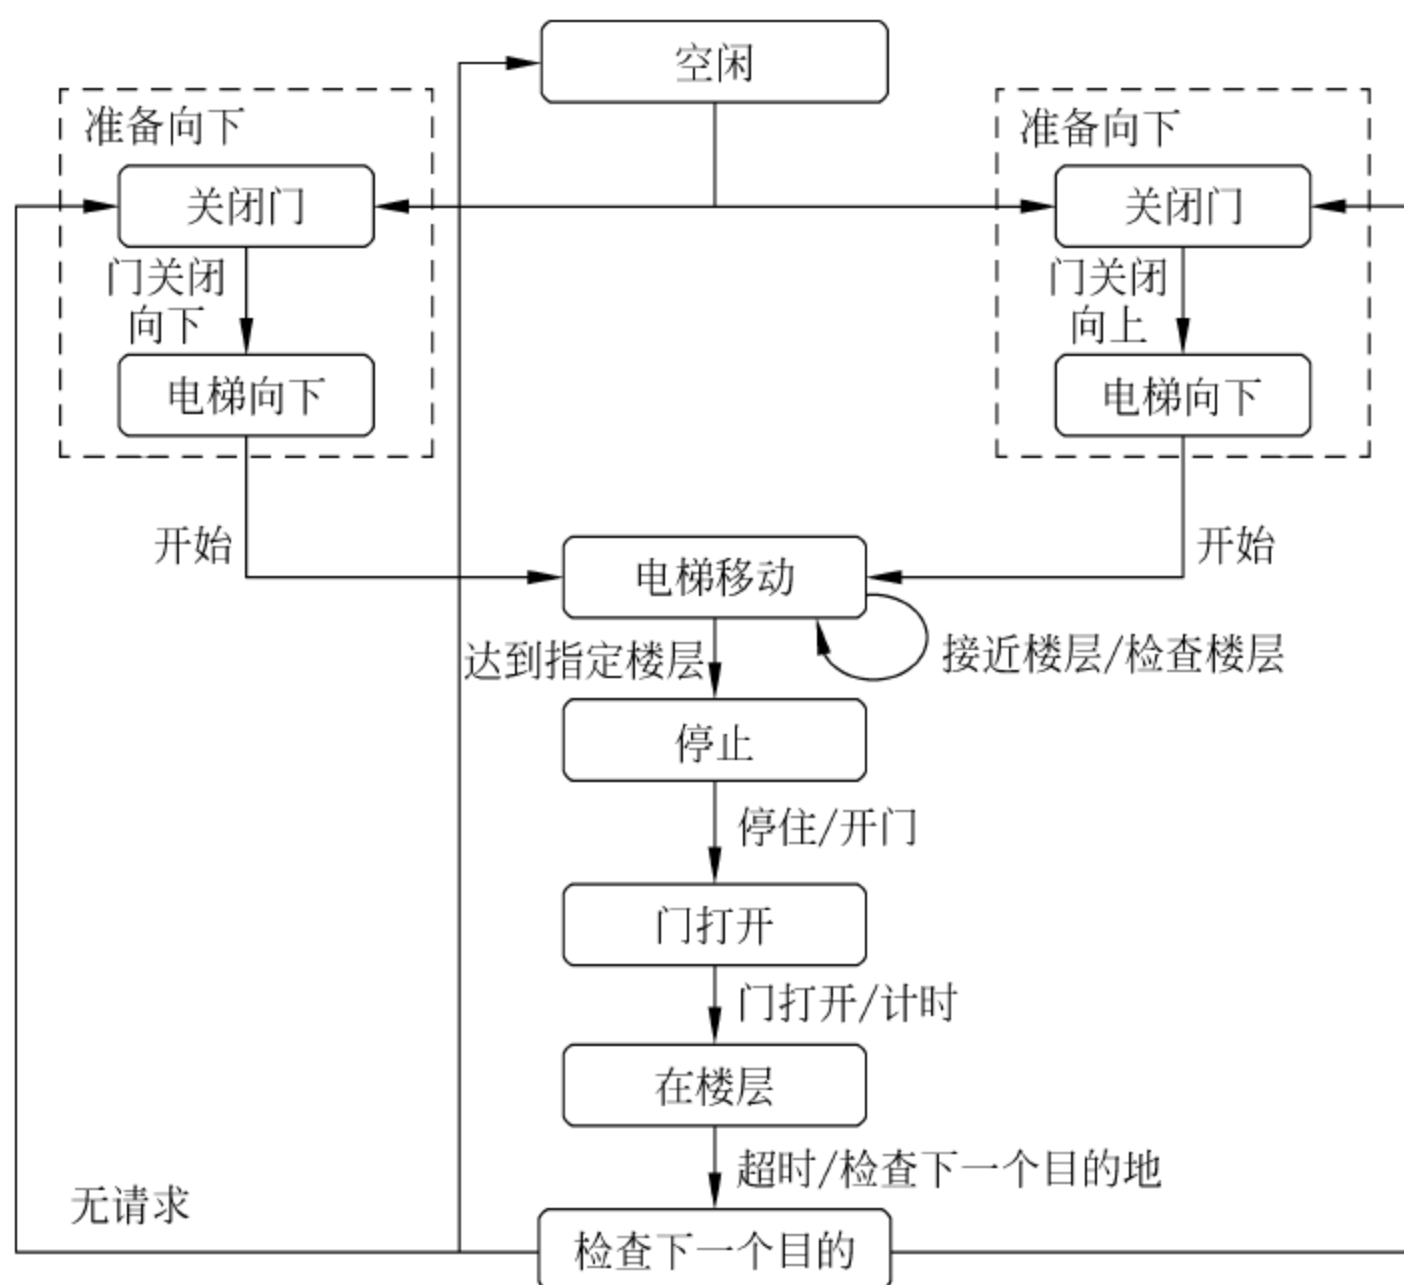 空闲
准备向下
准备向下
关闭门
关闭门
门关闭
向下
门关闭
向上
电梯向下
电梯向下
开始
开始
电梯移动
达到指定楼层
接近楼层/检查楼层
停止
停住/开门
门打开
门打开/计时
在楼层
超时/检查下一个目的地
无请求
检查下一个目的